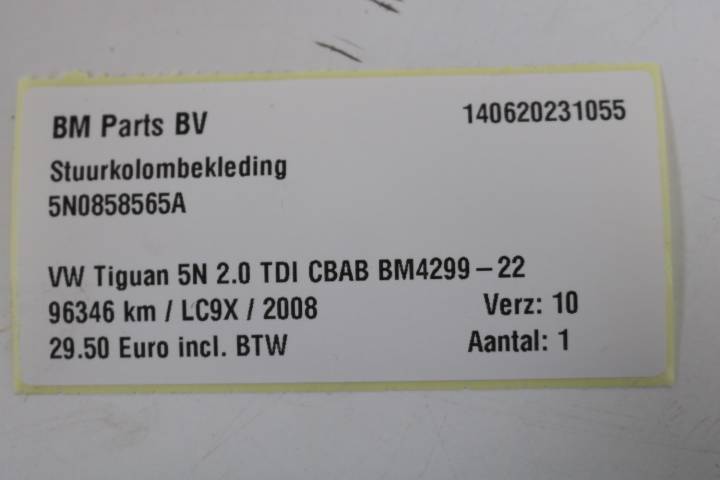 BM Parts BV 140620231055
Stuurkolombekleding
5N0858565A
VW Tiguan 5N 2.0 TDI CBAB BM4299-22
96346 km / LC9X / 2008 Verz: 10
29.50 Euro incl. BTW Aantal: 1